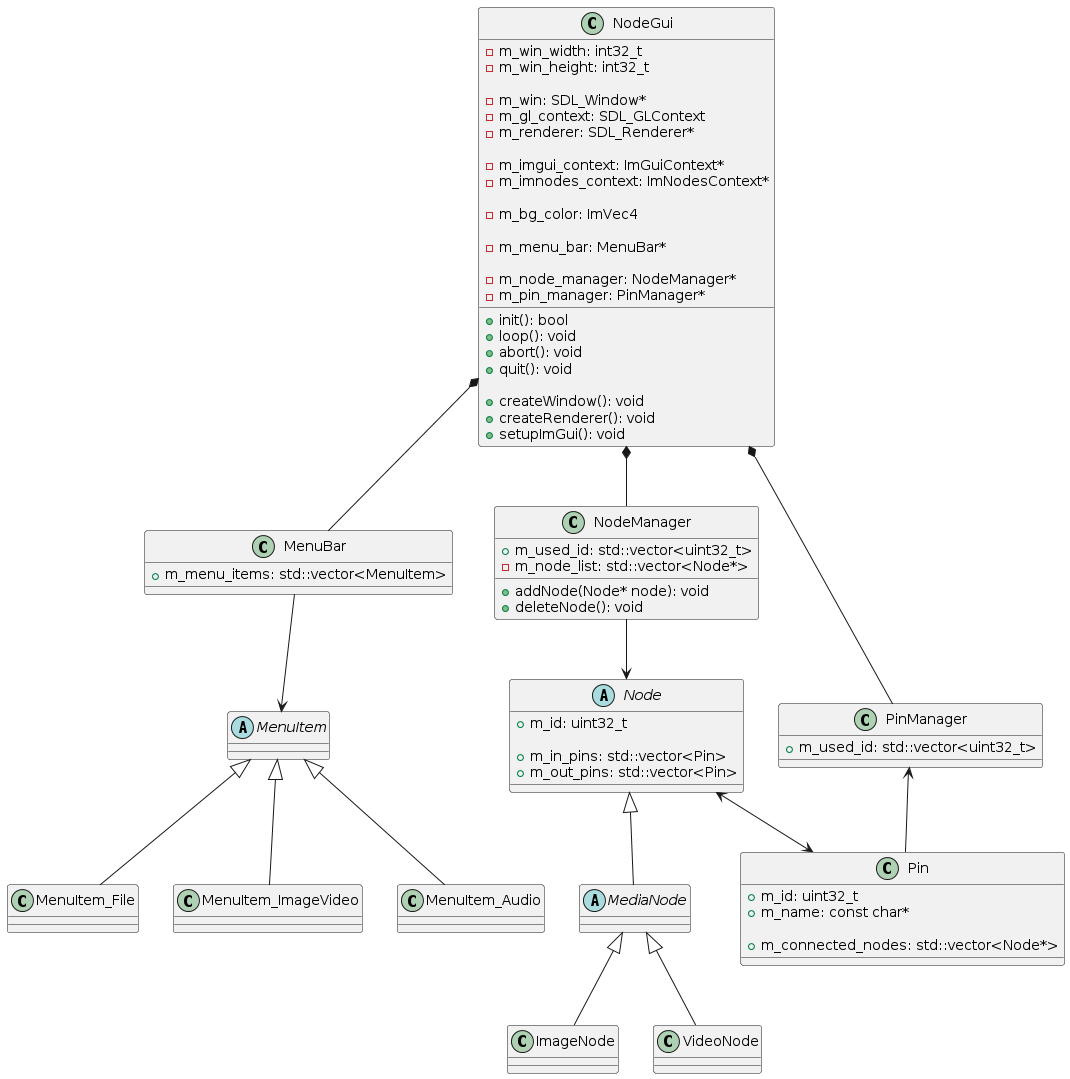 C NodeGui
m_win_width: int32_t
m_win_height: int32_t
m_win: SDL_Window*
m_gl_context: SDL_GLContext
m_renderer: SDL_Renderer*
m_imgui_context: ImGuiContext*
m_imnodes_context: ImNodesContext*
m_bg_color: ImVec4
m_menu_bar: MenuBar*
m_node_manager: NodeManager*
m_pin_manager: PinManager*
init(): bool
loop(): void
abort(): void
quit(): void
createWindow(): void
createRenderer(): void
setupImGui(): void
C MenuBar
m_menu_items: std::vector<MenuItem>
C NodeManager
m_used_id: std::vector<uint32_t>
m_node_list: std::vector<Node*>
addNode(Node* node): void
deleteNode(): void
A MenuItem
A Node
m_id: uint32_t
m_in_pins: std::vector<Pin>
m_out_pins: std::vector<Pin>
C PinManager
m_used_id: std::vector<uint32_t>
C MenuItem_File
C MenuItem_ImageVideo
C MenuItem_Audio
A MediaNode
C Pin
m_id: uint32_t
m_name: const char*
m_connected_nodes: std::vector<Node*>
C ImageNode
C VideoNode